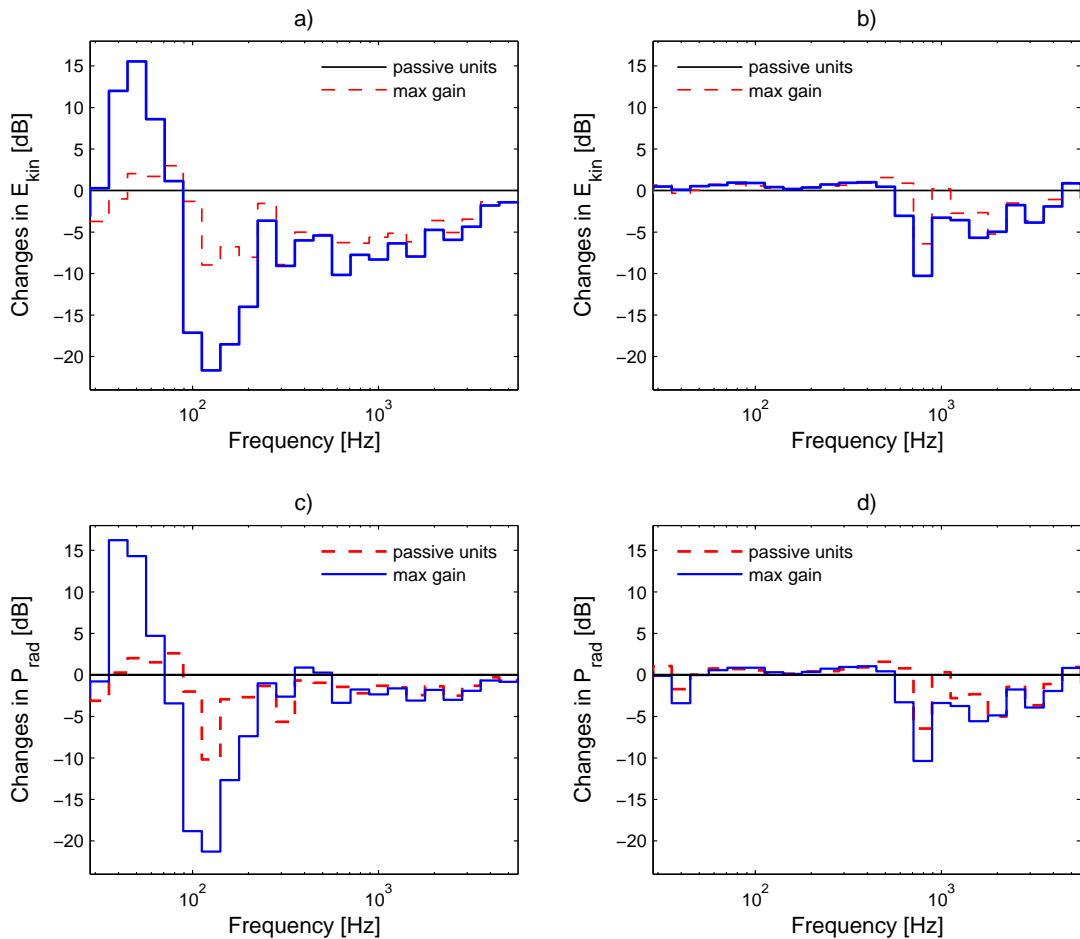 a)
Changes in E_kin [dB]
15
10
5
0
−5
−10
−15
−20
passive units
max gain
10^2
10^3
Frequency [Hz]
b)
Changes in E_kin [dB]
15
10
5
0
−5
−10
−15
−20
passive units
max gain
10^2
10^3
Frequency [Hz]
c)
Changes in P_rad [dB]
15
10
5
0
−5
−10
−15
−20
passive units
max gain
10^2
10^3
Frequency [Hz]
d)
Changes in P_rad [dB]
15
10
5
0
−5
−10
−15
−20
passive units
max gain
10^2
10^3
Frequency [Hz]